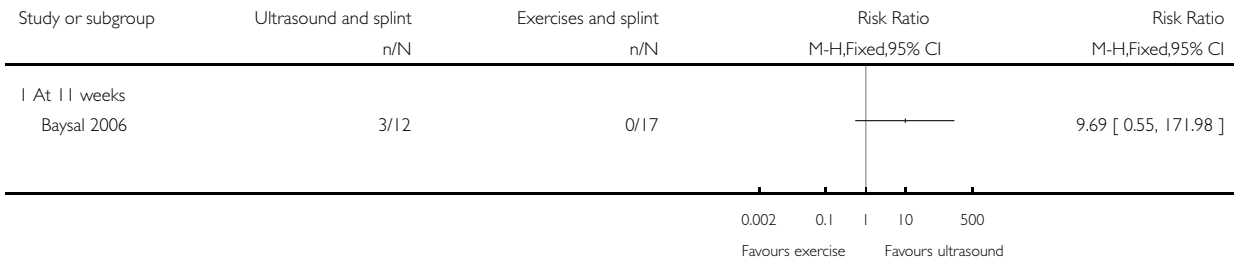 Study or subgroup Ultrasound and splint Exercises and splint Risk Ratio Risk Ratio
n/N n/N M-H,Fixed,95% CI M-H,Fixed,95% CI
1 At 11 weeks
Baysal 2006 3/12 0/17 9.69 [ 0.55, 171.98 ]
0.002 0.1 1 10 500
Favours exercise Favours ultrasound